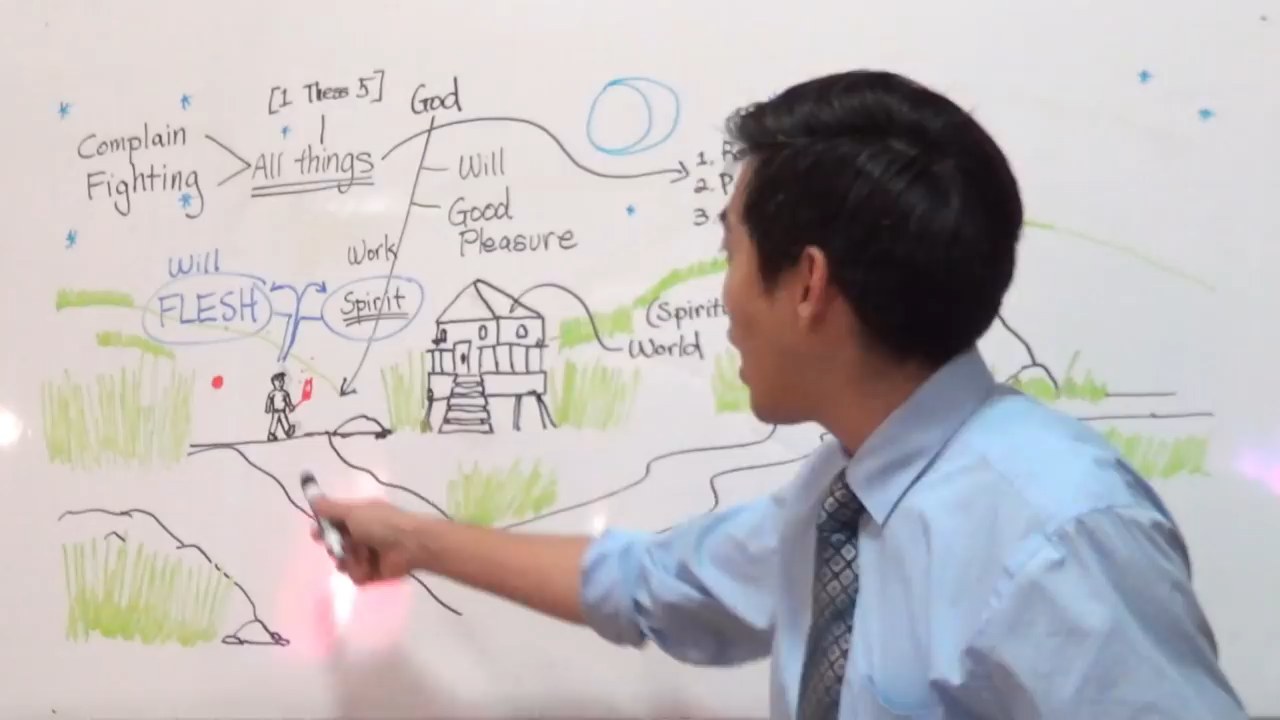 [1 Thess 5]
God
Complain
Fighting
All things
Will
Good
Pleasure
1.
2.
3
Work
Will
FLESH
Spirit
World